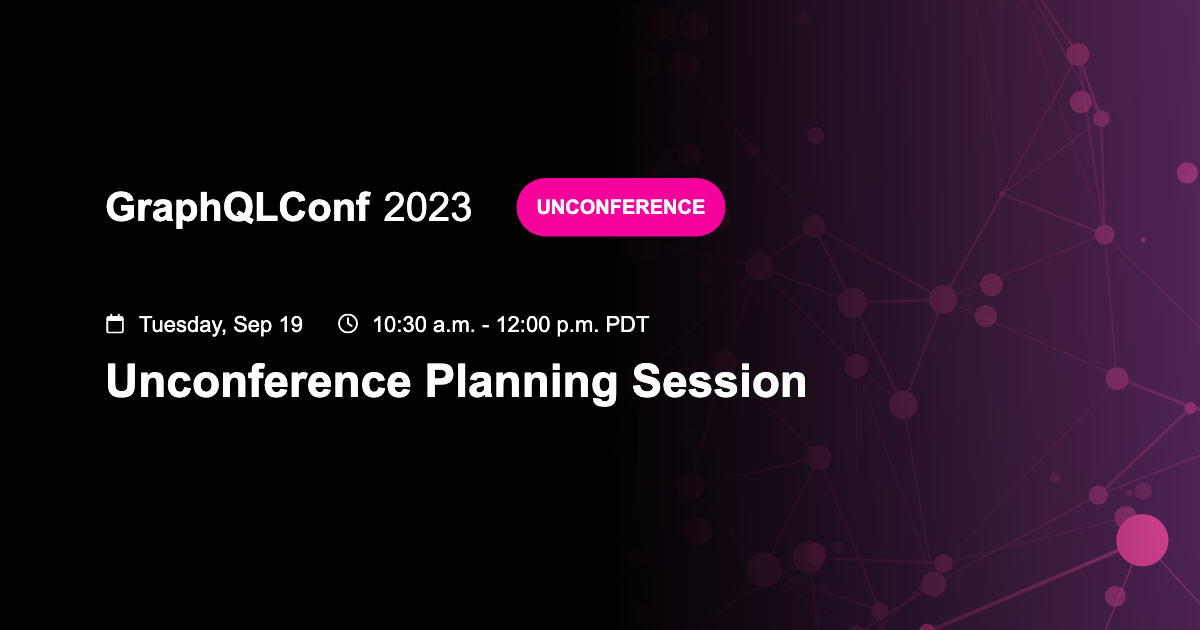 GraphQLConf 2023
UNCONFERENCE
Tuesday, Sep 19
10:30 a.m. - 12:00 p.m. PDT
Unconference Planning Session